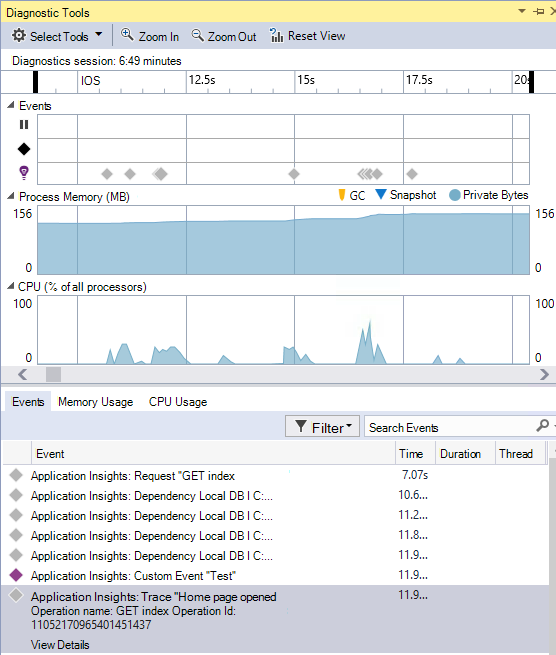 Diagnostic Tools
Select Tools Zoom In Zoom Out Reset View
Diagnostics session: 6:49 minutes
IOS 12.5s 15s 17.5s 20s
Events
Process Memory (MB) GC Snapshot Private Bytes
156 156
0 0
CPU (% of all processors)
100 100
0 0
Events Memory Usage CPU Usage
Filter Search Events
Event Time Duration Thread
Application Insights: Request "GET index 7.07s
Application Insights: Dependency Local DB I C:... 10.6...
Application Insights: Dependency Local DB I C:... 11.2...
Application Insights: Dependency Local DB I C:... 11.8...
Application Insights: Dependency Local DB I C:... 11.9...
Application Insights: Custom Event "Test" 11.9...
Application Insights: Trace "Home page opened 11.9...
Operation name: GET index Operation Id:
11052170965401451437
View Details